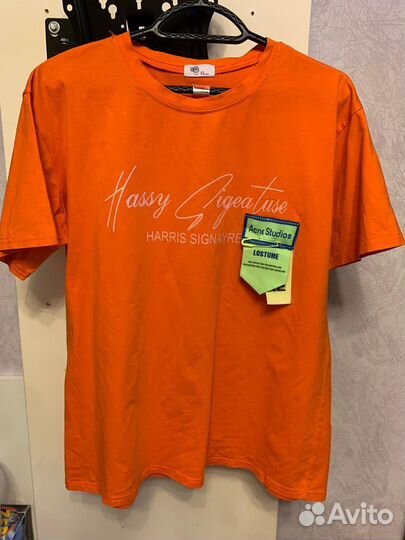 Hassy Sigeatuse
HARRIS SIGNAYRE
Acne Studios
LOSTUME
Avito